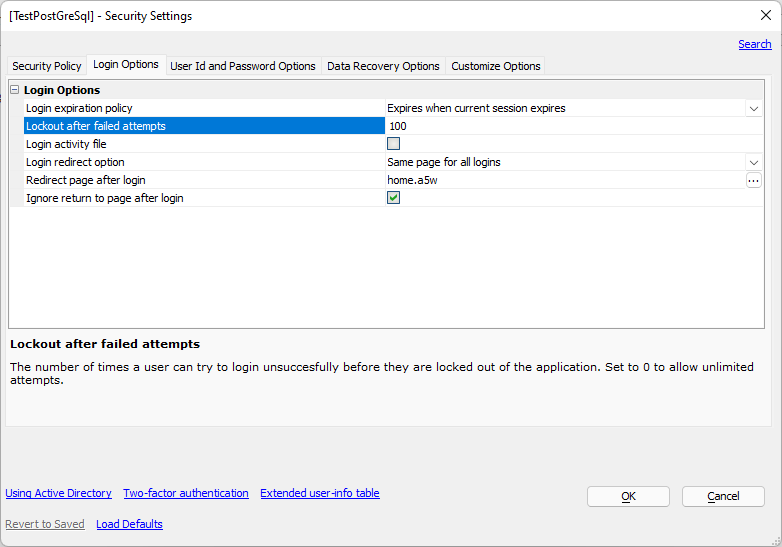 [TestPostGreSql] - Security Settings
Search
Security Policy Login Options User Id and Password Options Data Recovery Options Customize Options
Login Options
Login expiration policy Expires when current session expires
Lockout after failed attempts 100
Login activity file
Login redirect option Same page for all logins
Redirect page after login home.a5w ...
Ignore return to page after login
Lockout after failed attempts
The number of times a user can try to login unsuccesfully before they are locked out of the application. Set to 0 to allow unlimited
attempts.
Using Active Directory Two-factor authentication Extended user-info table OK Cancel
Revert to Saved Load Defaults